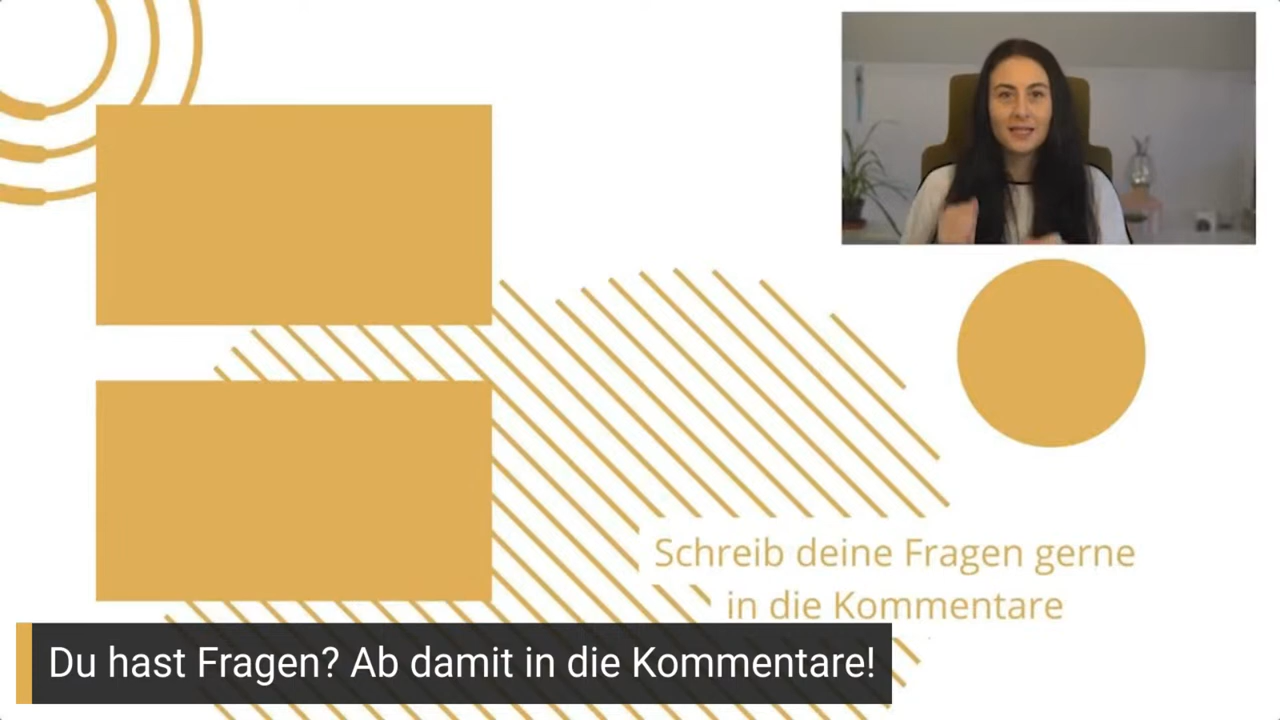 Schreib deine Fragen gerne
in die Kommentare
Du hast Fragen? Ab damit in die Kommentare!